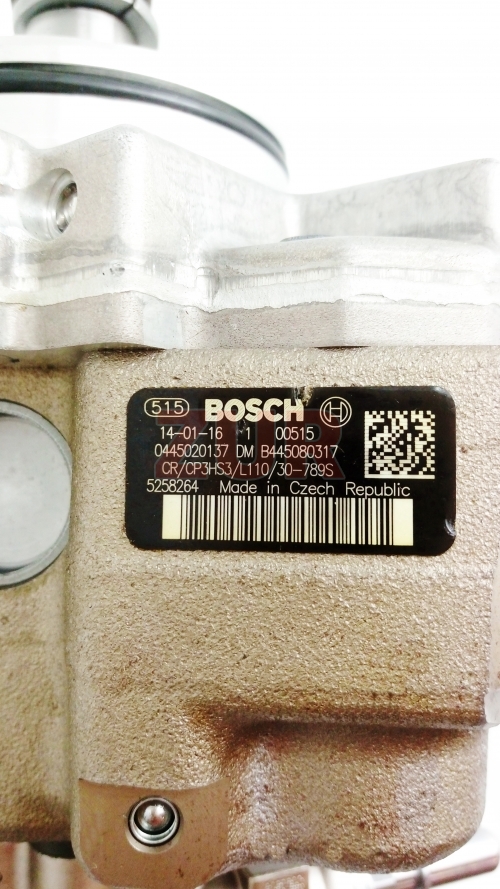 515 BOSCH
14-01-16 1 00515
0445020137 DM B445080317
CR/CP3HS3/L110/30-789S
5258264 Made in Czech Republic